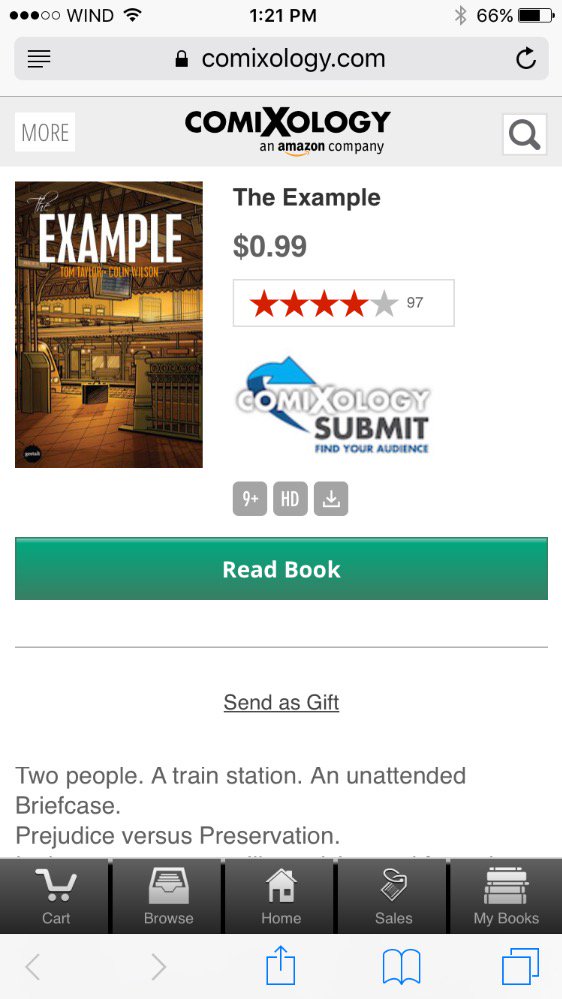 WIND
1:21 PM
66%
comixology.com
MORE
COMIXOLOGY
an amazon company
The
EXAMPLE
TOM TAYLOR · COLIN WILSON
gestalt
The Example
$0.99
97
COMIXOLOGY
SUBMIT
FIND YOUR AUDIENCE
9+
HD
Read Book
Send as Gift
Two people. A train station. An unattended
Briefcase.
Prejudice versus Preservation.
Cart
Browse
Home
Sales
My Books